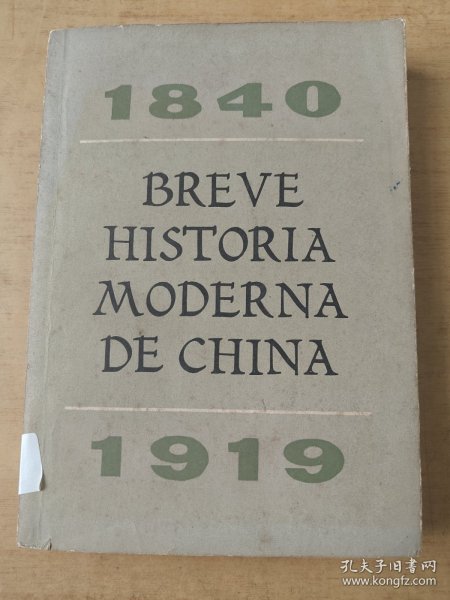 1840
BREVE
HISTORIA
MODERNA
DE CHINA
1919
孔夫子旧书网
www.kongfz.com